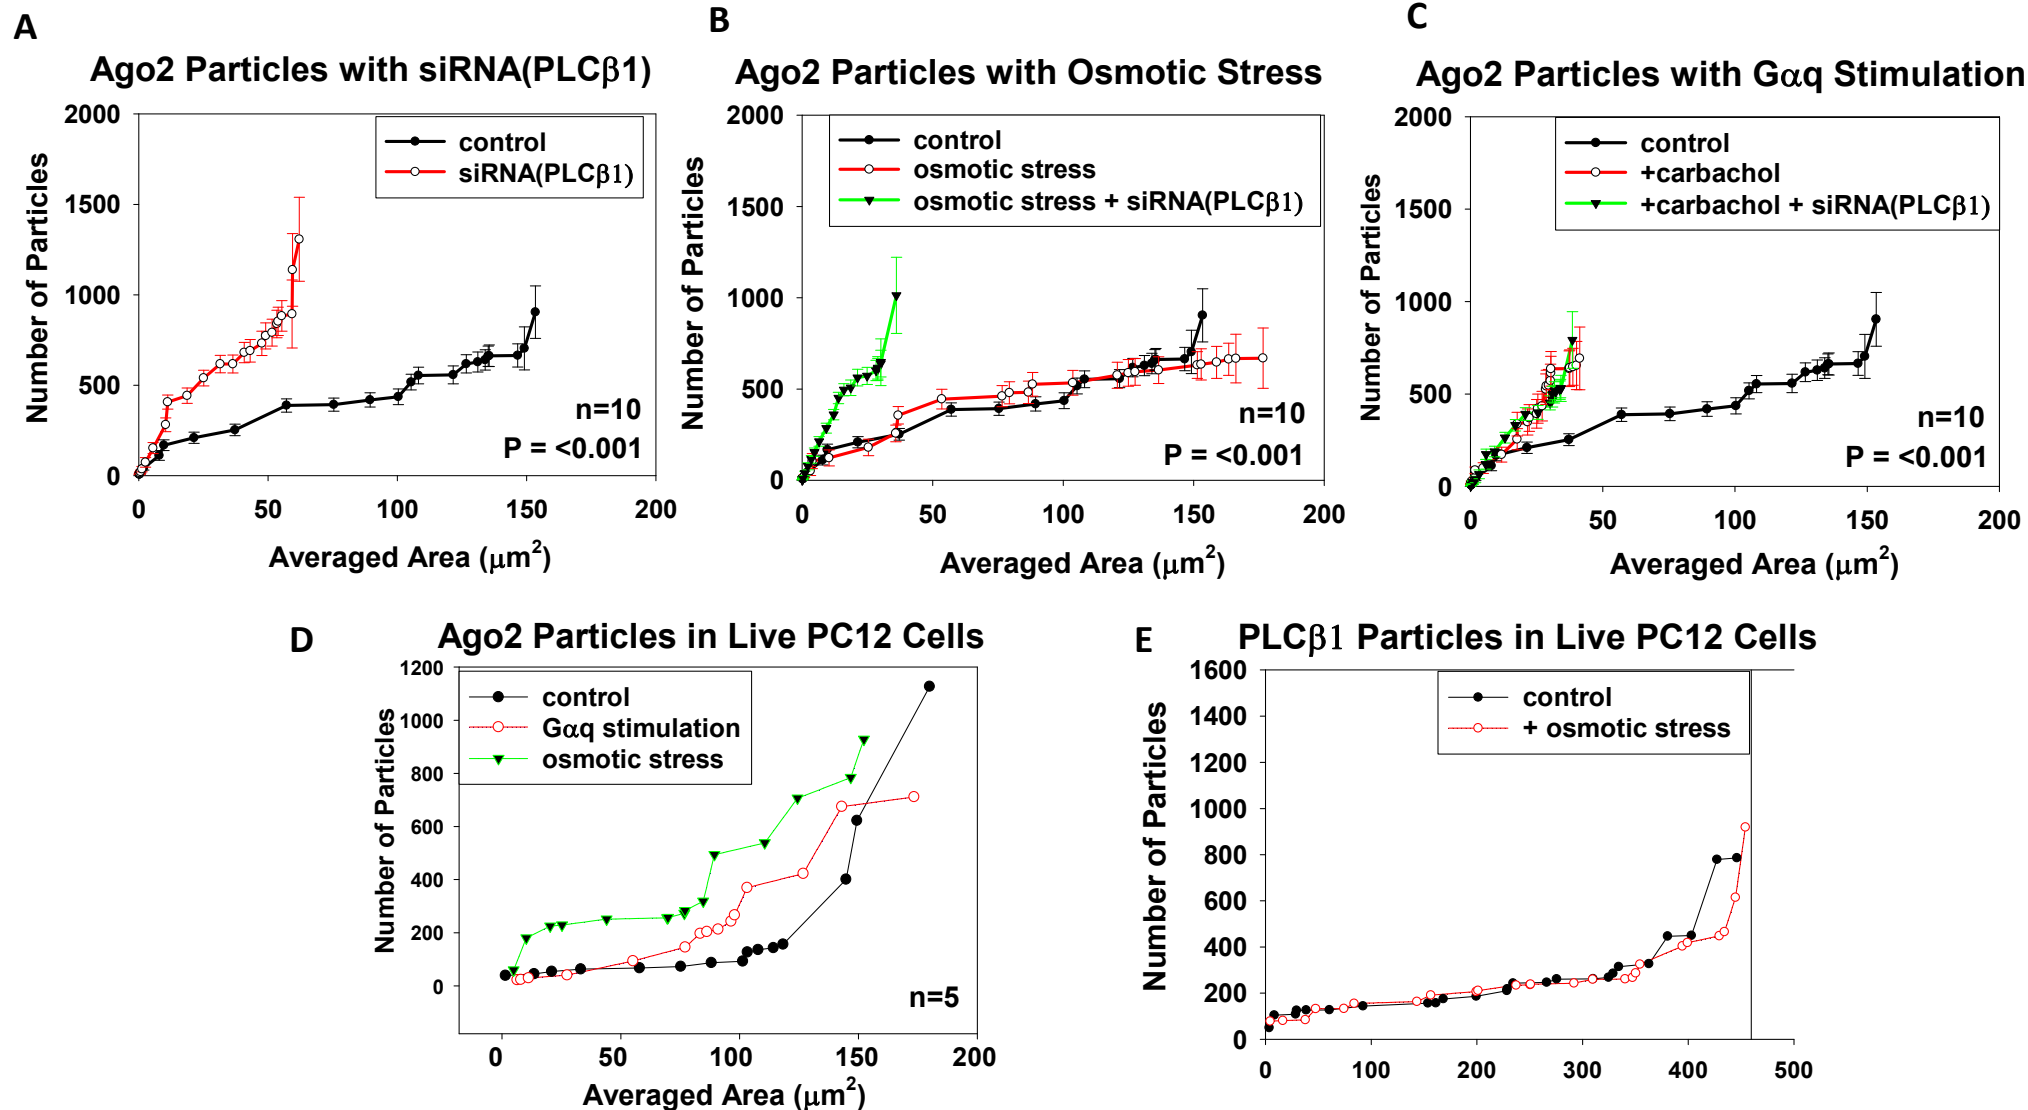 A
Ago2 Particles with siRNA(PLCβ1)
2000
1500
1000
500
0
Number of Particles
control
siRNA(PLCβ1)
n=10
P = <0.001
0 50 100 150 200
Averaged Area (μm²)
B
Ago2 Particles with Osmotic Stress
2000
1500
1000
500
0
Number of Particles
control
osmotic stress
osmotic stress + siRNA(PLCβ1)
n=10
P = <0.001
0 50 100 150 200
Averaged Area (μm²)
C
Ago2 Particles with Gαq Stimulation
2000
1500
1000
500
0
Number of Particles
control
+carbachol
+carbachol + siRNA(PLCβ1)
n=10
P = <0.001
0 50 100 150 200
Averaged Area (μm²)
D
Ago2 Particles in Live PC12 Cells
1200
1000
800
600
400
200
0
Number of Particles
control
Gαq stimulation
osmotic stress
n=5
0 50 100 150 200
Averaged Area (μm²)
E
PLCβ1 Particles in Live PC12 Cells
1600
1400
1200
1000
800
600
400
200
0
Number of Particles
control
+ osmotic stress
0 100 200 300 400 500